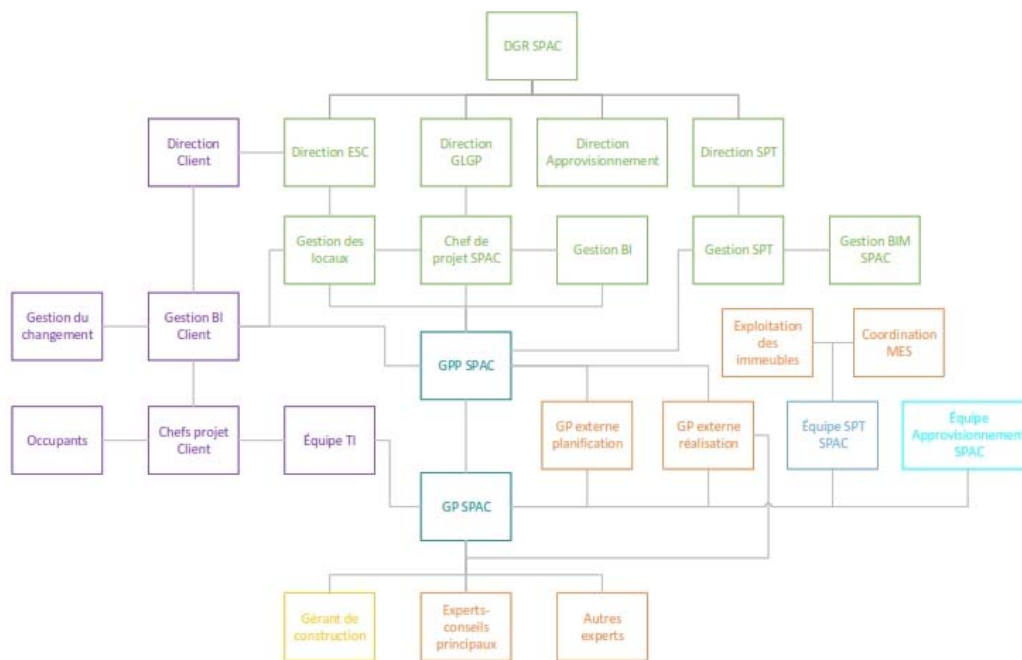 DGR SPAC
Direction
Client
Direction ESC
Direction
GLGP
Direction
Approvisionnement
Direction SPT
Gestion des
locaux
Chef de
projet SPAC
Gestion BI
Gestion SPT
Gestion BIM
SPAC
Gestion du
changement
Gestion BI
Client
GPP SPAC
Exploitation
des
immeubles
Coordination
MES
Occupants
Chefs projet
Client
Équipe TI
GP externe
planification
GP externe
réalisation
Équipe SPT
SPAC
Équipe
Approvisionnement
SPAC
GP SPAC
Gérant de
construction
Experts-
conseils
principaux
Autres
experts